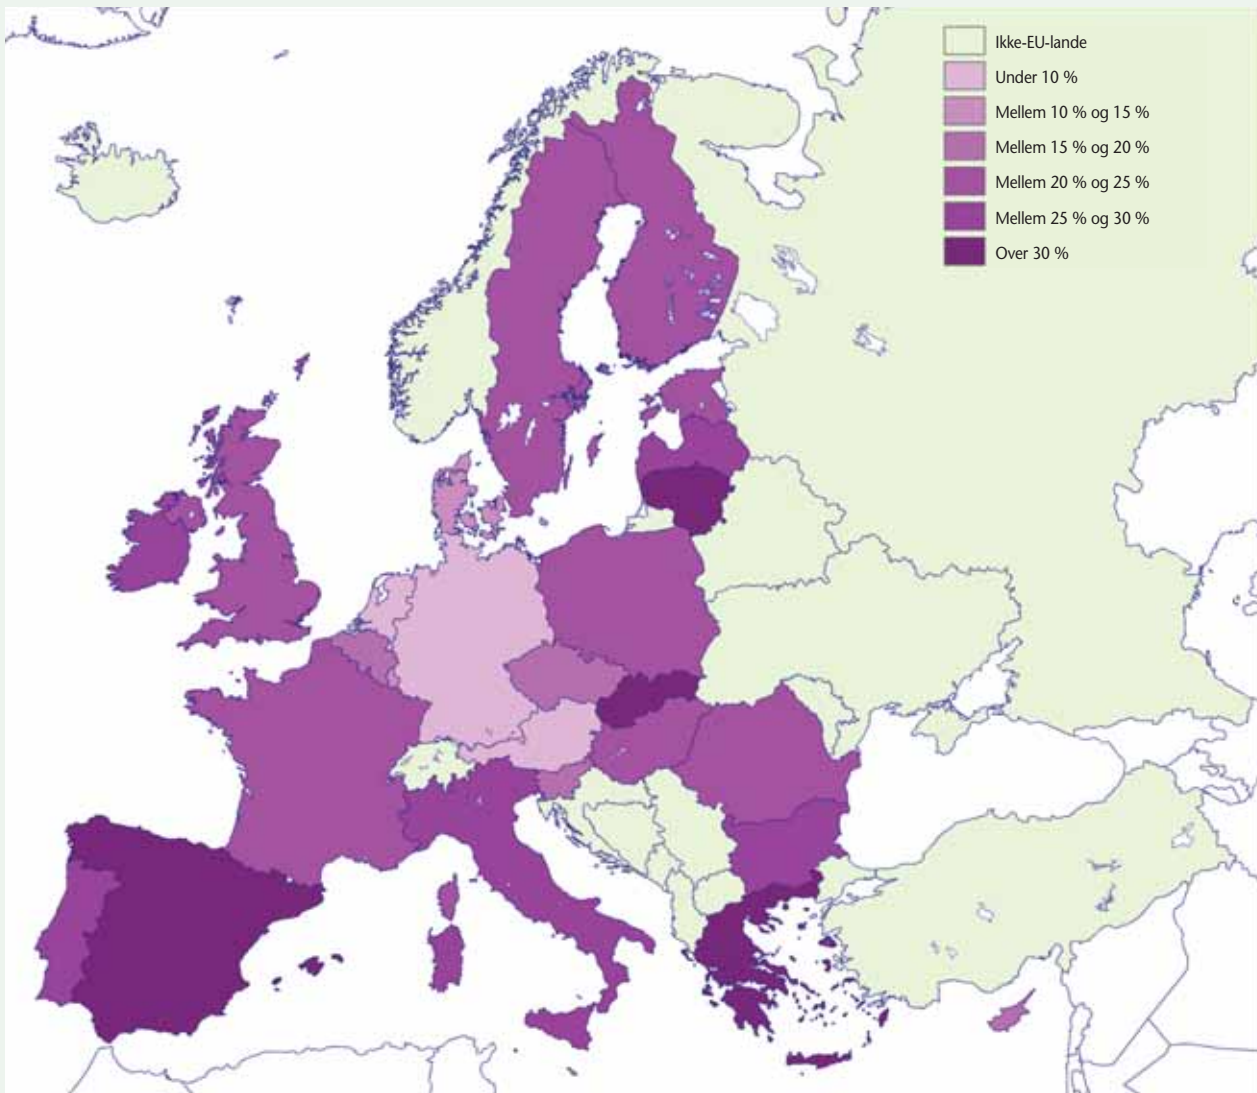 Ikke-EU-lande
Under 10 %
Mellem 10 % og 15 %
Mellem 15 % og 20 %
Mellem 20 % og 25 %
Mellem 25 % og 30 %
Over 30 %